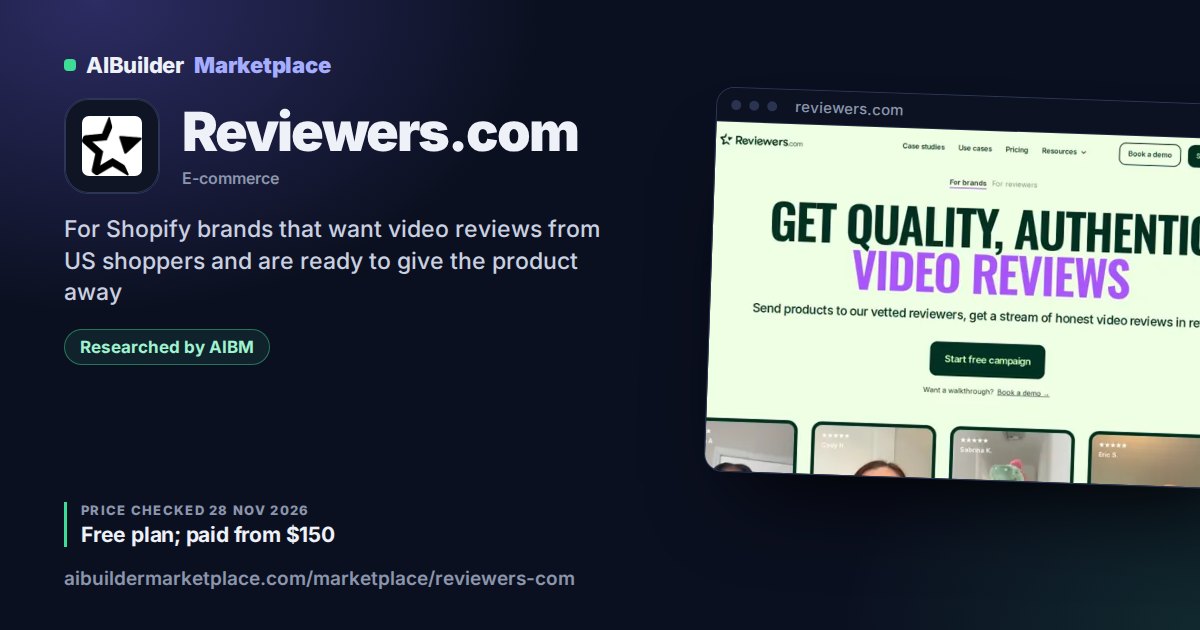 AIBuilder Marketplace
Reviewers.com
E-commerce
For Shopify brands that want video reviews from
US shoppers and are ready to give the product
away
Researched by AIBM
PRICE CHECKED 28 NOV 2026
Free plan; paid from $150
aibuildermarketplace.com/marketplace/reviewers-com
reviewers.com
Reviewers.com
Case studies Use cases Pricing Resources Book a demo
For brands For reviewers
GET QUALITY, AUTHENTIC
VIDEO REVIEWS
Send products to our vetted reviewers, get a stream of honest video reviews in
Start free campaign
Want a walkthrough? Book a demo →
Sabrina K.
Eric S.